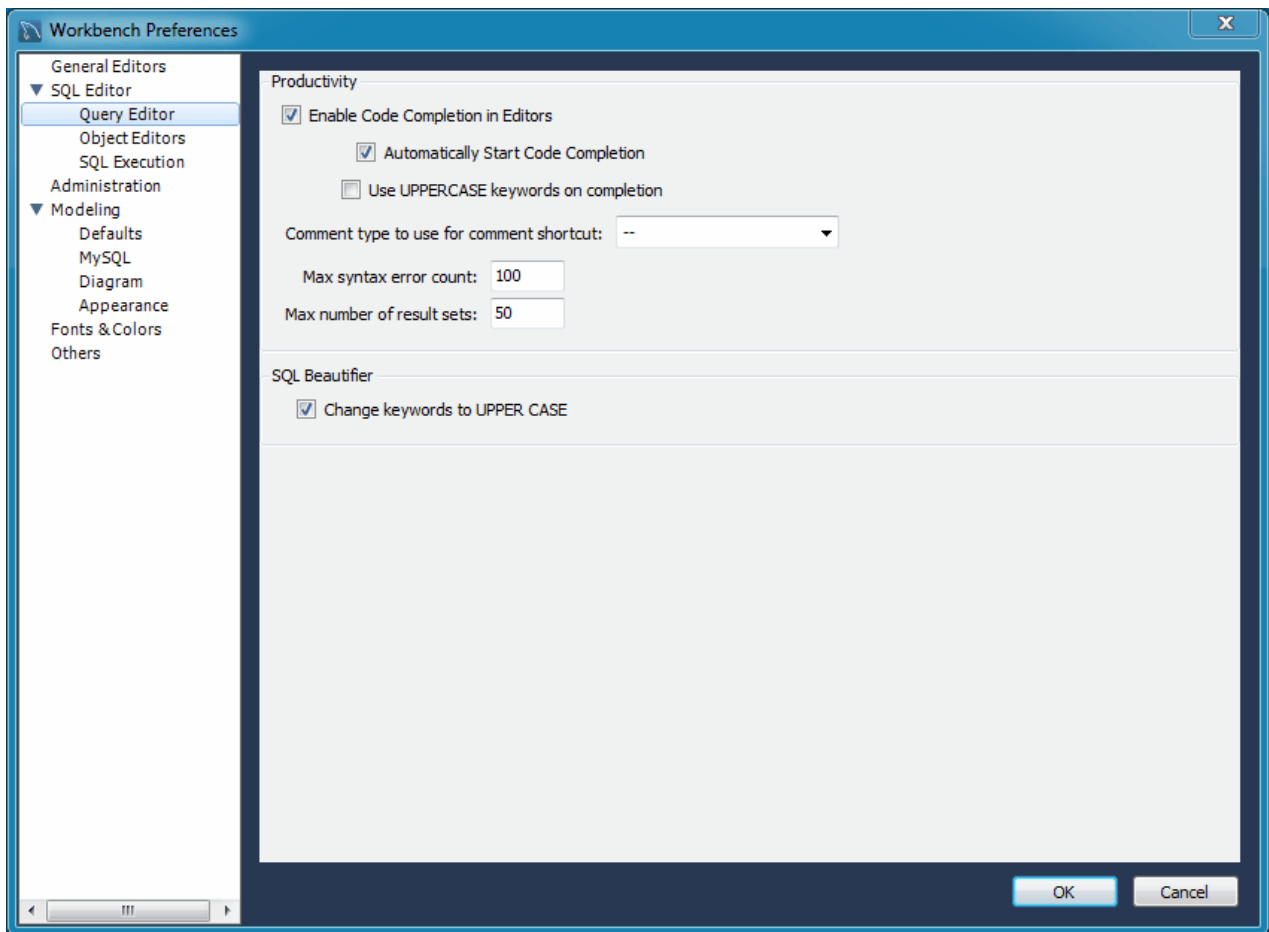 Workbench Preferences
General Editors
SQL Editor
Query Editor
Object Editors
SQL Execution
Administration
Modeling
Defaults
MySQL
Diagram
Appearance
Fonts & Colors
Others
Productivity
Enable Code Completion in Editors
Automatically Start Code Completion
Use UPPERCASE keywords on completion
Comment type to use for comment shortcut: --
Max syntax error count: 100
Max number of result sets: 50
SQL Beautifier
Change keywords to UPPER CASE
OK Cancel